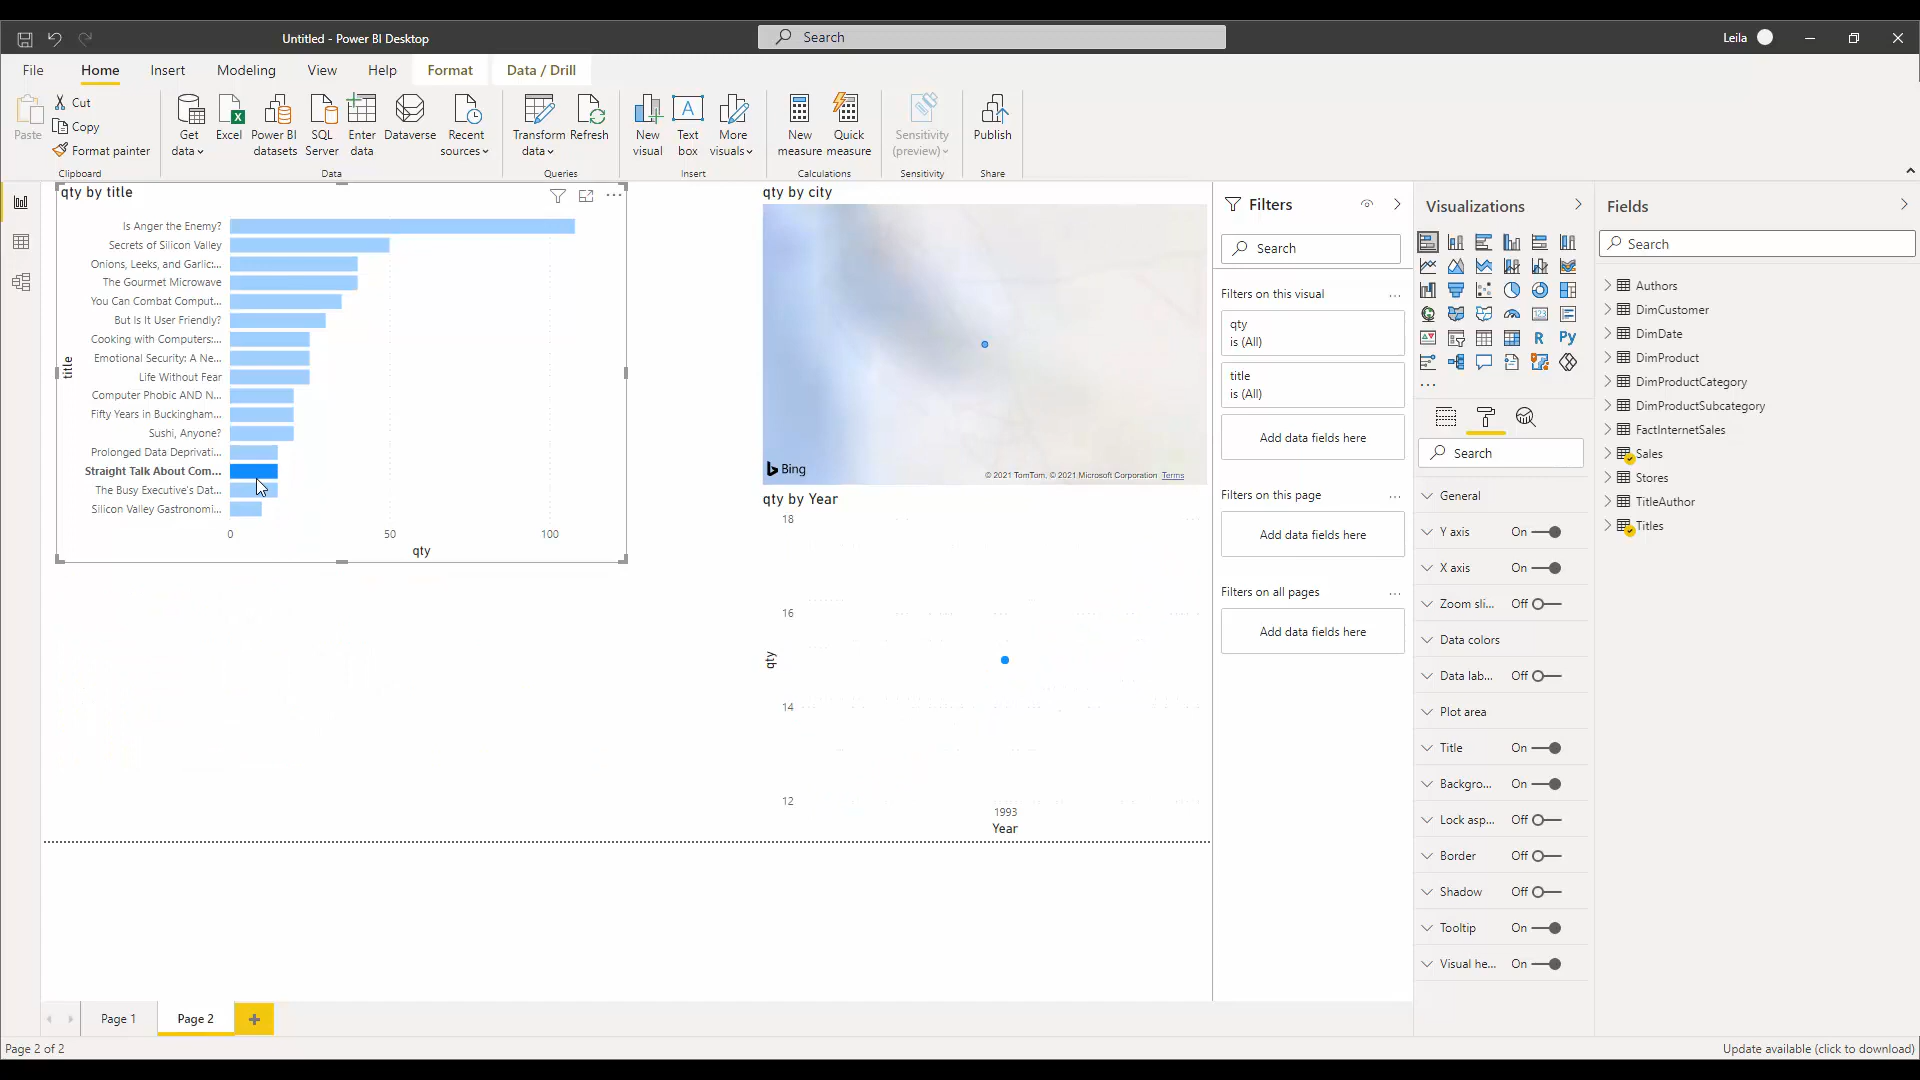 Untitled - Power BI Desktop
Search
Leila
File
Home
Insert
Modeling
View
Help
Format
Data / Drill
Paste
Cut
Copy
Format painter
Clipboard
Get data
Excel
Power BI datasets
SQL Server
Enter data
Dataverse
Recent sources
Data
Transform data
Refresh
Queries
New visual
Text box
More visuals
Insert
New measure
Quick measure
Calculations
Sensitivity (preview)
Sensitivity
Publish
Share
qty by title
title
Is Anger the Enemy?
Secrets of Silicon Valley
Onions, Leeks, and Garlic:...
The Gourmet Microwave
You Can Combat Comput...
But Is It User Friendly?
Cooking with Computers:...
Emotional Security: A Ne...
Life Without Fear
Computer Phobic AND N...
Fifty Years in Buckingham...
Sushi, Anyone?
Prolonged Data Deprivati...
Straight Talk About Com...
The Busy Executive's Dat...
Silicon Valley Gastronomi...
0
50
100
qty
qty by city
Bing
© 2021 TomTom, © 2021 Microsoft Corporation
Terms
qty by Year
18
16
14
12
qty
1993
Year
Filters
Search
Filters on this visual
...
qty
is (All)
title
is (All)
Add data fields here
Filters on this page
...
Add data fields here
Filters on all pages
...
Add data fields here
Visualizations
R
Py
...
Search
General
Y axis On
X axis On
Zoom sli... Off
Data colors
Data lab... Off
Plot area
Title On
Backgro... On
Lock asp... Off
Border Off
Shadow Off
Tooltip On
Visual he... On
Fields
Search
Authors
DimCustomer
DimDate
DimProduct
DimProductCategory
DimProductSubcategory
FactInternetSales
Sales
Stores
TitleAuthor
Titles
Page 1
Page 2
Page 2 of 2
Update available (click to download)